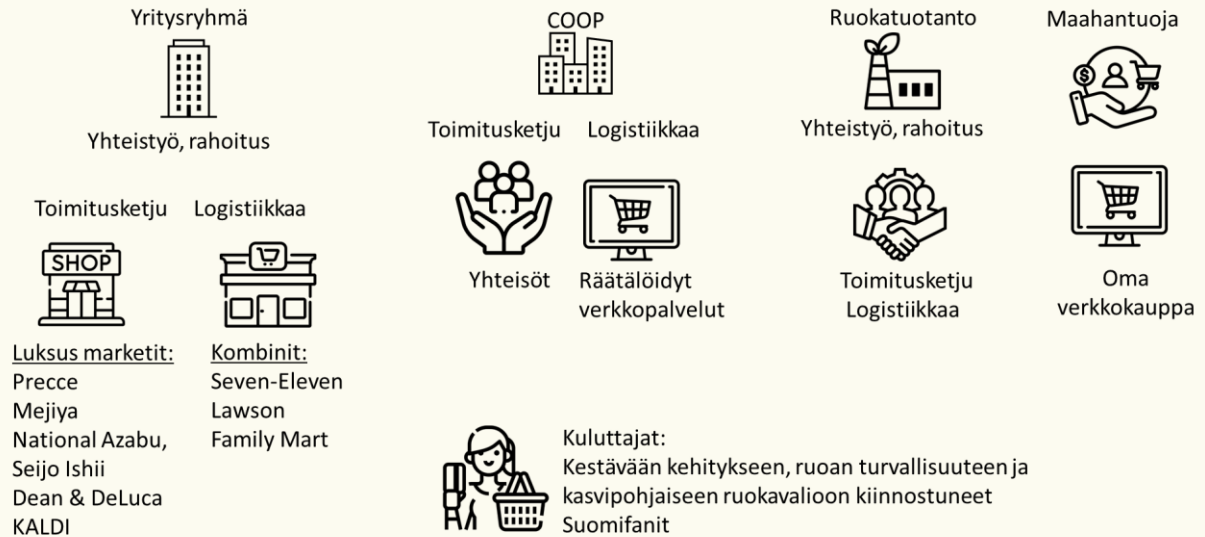 Yritysryhmä
Yhteistyö, rahoitus
Toimitusketju Logistiikkaa
SHOP
Luksus marketit:
Precce
Mejiya
National Azabu,
Seijo Ishii
Dean & DeLuca
KALDI
Kombinit:
Seven-Eleven
Lawson
Family Mart
COOP
Toimitusketju Logistiikkaa
Yhteisöt
Räätälöidyt
verkkopalvelut
Ruokatuotanto
Yhteistyö, rahoitus
Toimitusketju
Logistiikkaa
Maahantuoja
$
Oma
verkkokauppa
Kuluttajat:
Kestävään kehitykseen, ruoan turvallisuuteen ja
kasvipohjaiseen ruokavalioon kiinnostuneet
Suomifanit